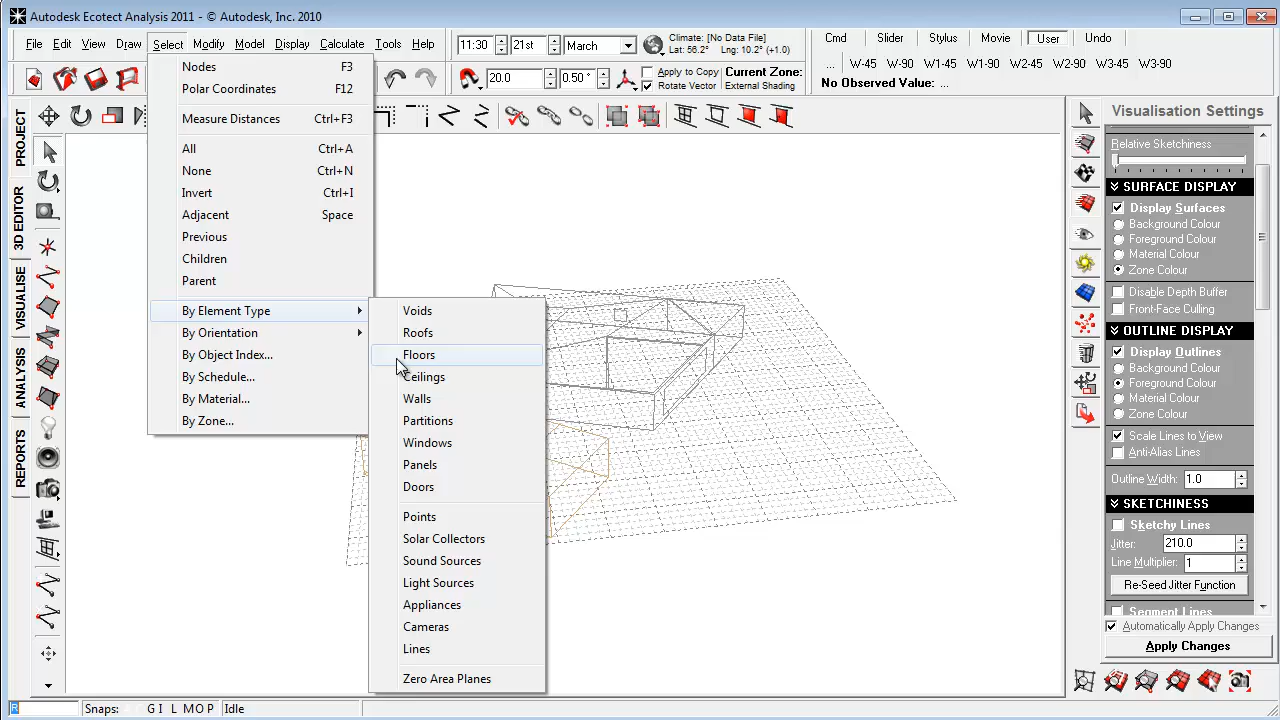 Autodesk Ecotect Analysis 2011 - © Autodesk, Inc. 2010
File Edit View Draw Select Modify Model Display Calculate Tools Help
11:30 21st March
Climate: [No Data File]
Lat: 56.2° Lng: 10.2° (+1.0)
Cmd Slider Stylus Movie User Undo
... W-45 W-90 W1-45 W1-90 W2-45 W2-90 W3-45 W3-90
20.0 0.50 °
Apply to Copy
Rotate Vector
Current Zone:
External Shading
No Observed Value: ...
PROJECT
3D EDITOR
VISUALISE
ANALYSIS
REPORTS
Nodes F3
Polar Coordinates F12
Measure Distances Ctrl+F3
All Ctrl+A
None Ctrl+N
Invert Ctrl+I
Adjacent Space
Previous
Children
Parent
By Element Type
By Orientation
By Object Index...
By Schedule...
By Material...
By Zone...
Voids
Roofs
Floors
Ceilings
Walls
Partitions
Windows
Panels
Doors
Points
Solar Collectors
Sound Sources
Light Sources
Appliances
Cameras
Lines
Zero Area Planes
Visualisation Settings
Relative Sketchiness
SURFACE DISPLAY
Display Surfaces
Background Colour
Foreground Colour
Material Colour
Zone Colour
Disable Depth Buffer
Front-Face Culling
OUTLINE DISPLAY
Display Outlines
Background Colour
Foreground Colour
Material Colour
Zone Colour
Scale Lines to View
Anti-Alias Lines
Outline Width: 1.0
SKETCHINESS
Sketchy Lines
Jitter: 210.0
Line Multiplier: 1
Re-Seed Jitter Function
Segment Lines
Automatically Apply Changes
Apply Changes
R
Snaps: G I L M O P Idle